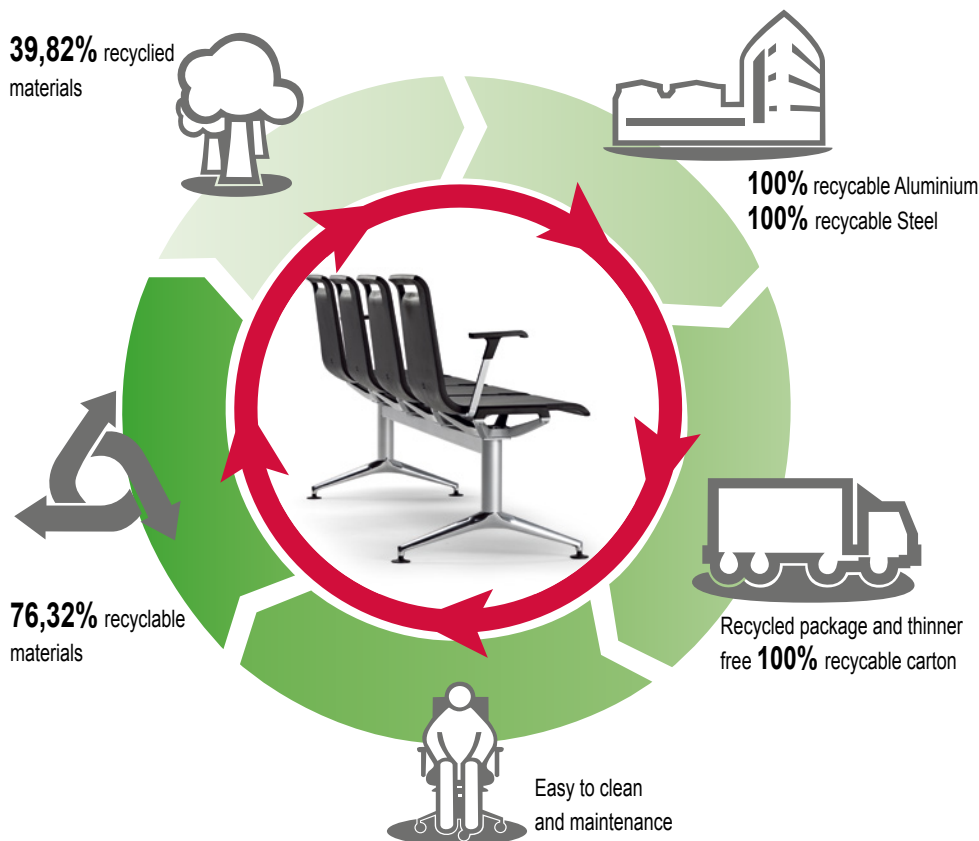 39,82% recyclied
materials
100% recycable Aluminium
100% recycable Steel
Recycled package and thinner
free 100% recycable carton
Easy to clean
and maintenance
76,32% recyclable
materials